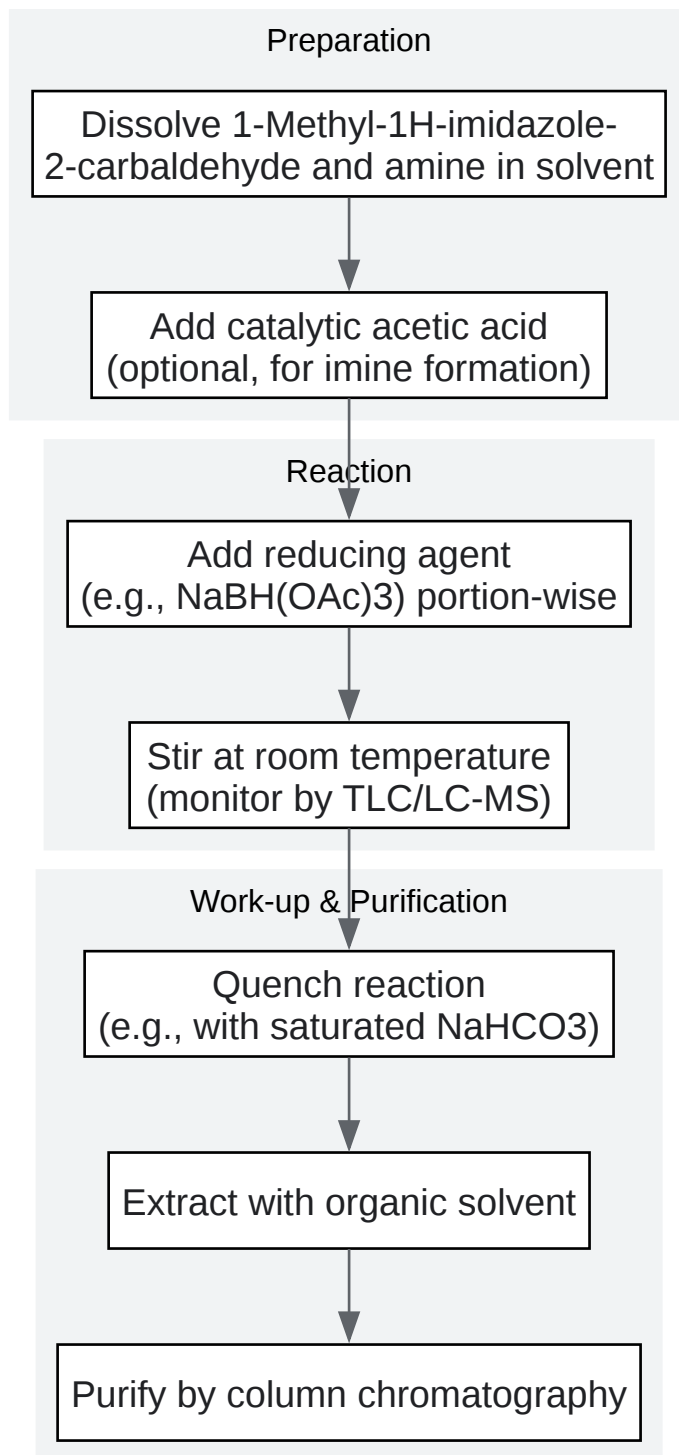 Preparation
Dissolve 1-Methyl-1H-imidazole-
2-carbaldehyde and amine in solvent
Add catalytic acetic acid
(optional, for imine formation)
Reaction
Add reducing agent
(e.g., NaBH(OAc)3) portion-wise
Stir at room temperature
(monitor by TLC/LC-MS)
Work-up & Purification
Quench reaction
(e.g., with saturated NaHCO3)
Extract with organic solvent
Purify by column chromatography